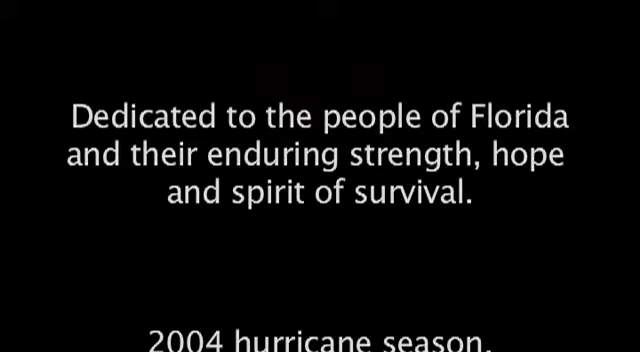 Dedicated to the people of Florida
and their enduring strength, hope
and spirit of survival.
2004 hurricane season.